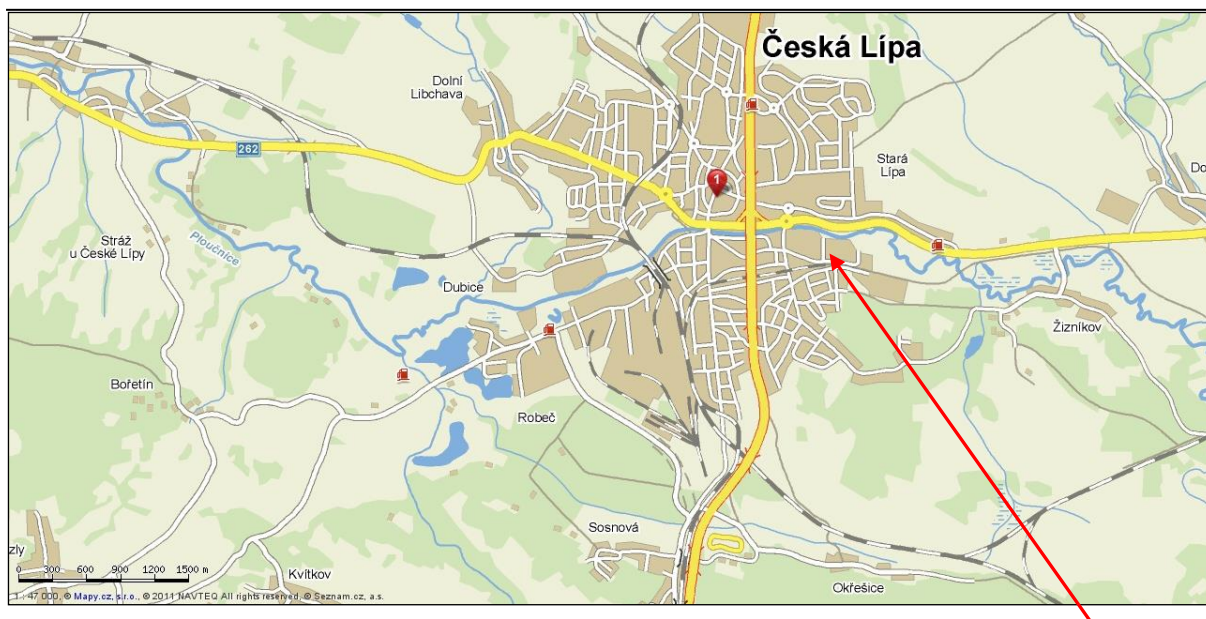 Česká Lípa
Dolní
Libchava
262
1
Stará
Lípa
Do
Stráž
u České Lípy
Ploučnice
Dubice
Žizníkov
Bořetín
Robeč
Sosnová
zly
0 300 600 900 1200 1500 m
Kvítkov
Okřešice
1 : 47 000, © Mapy.cz, s.r.o., © 2011 NAVTEQ All rights reserved, © Seznam.cz, a.s.